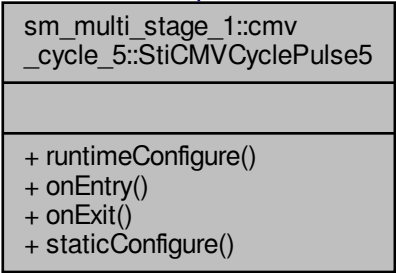 sm_multi_stage_1::cmv
_cycle_5::StiCMVCyclePulse5
+ runtimeConfigure()
+ onEntry()
+ onExit()
+ staticConfigure()